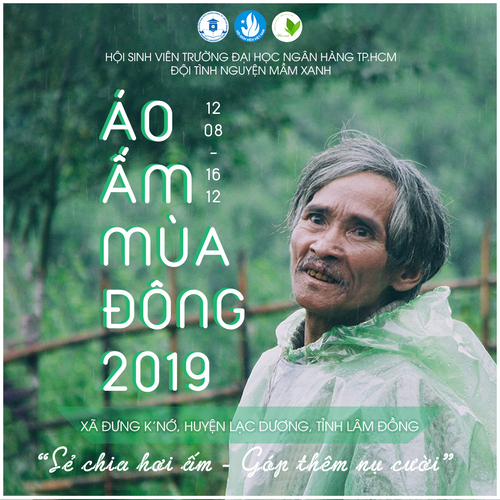 HỘI SINH VIÊN TRƯỜNG ĐẠI HỌC NGÂN HÀNG TP.HCM
ĐỘI TÌNH NGUYỆN MẦM XANH
ÁO
ẤM
MÙA
ĐÔNG
2019
12
08
-
16
12
XÃ ĐƯNG K'NỚ, HUYỆN LẠC DƯƠNG, TỈNH LÂM ĐỒNG
"Sẻ chia hơi ấm - Góp thêm nụ cười"